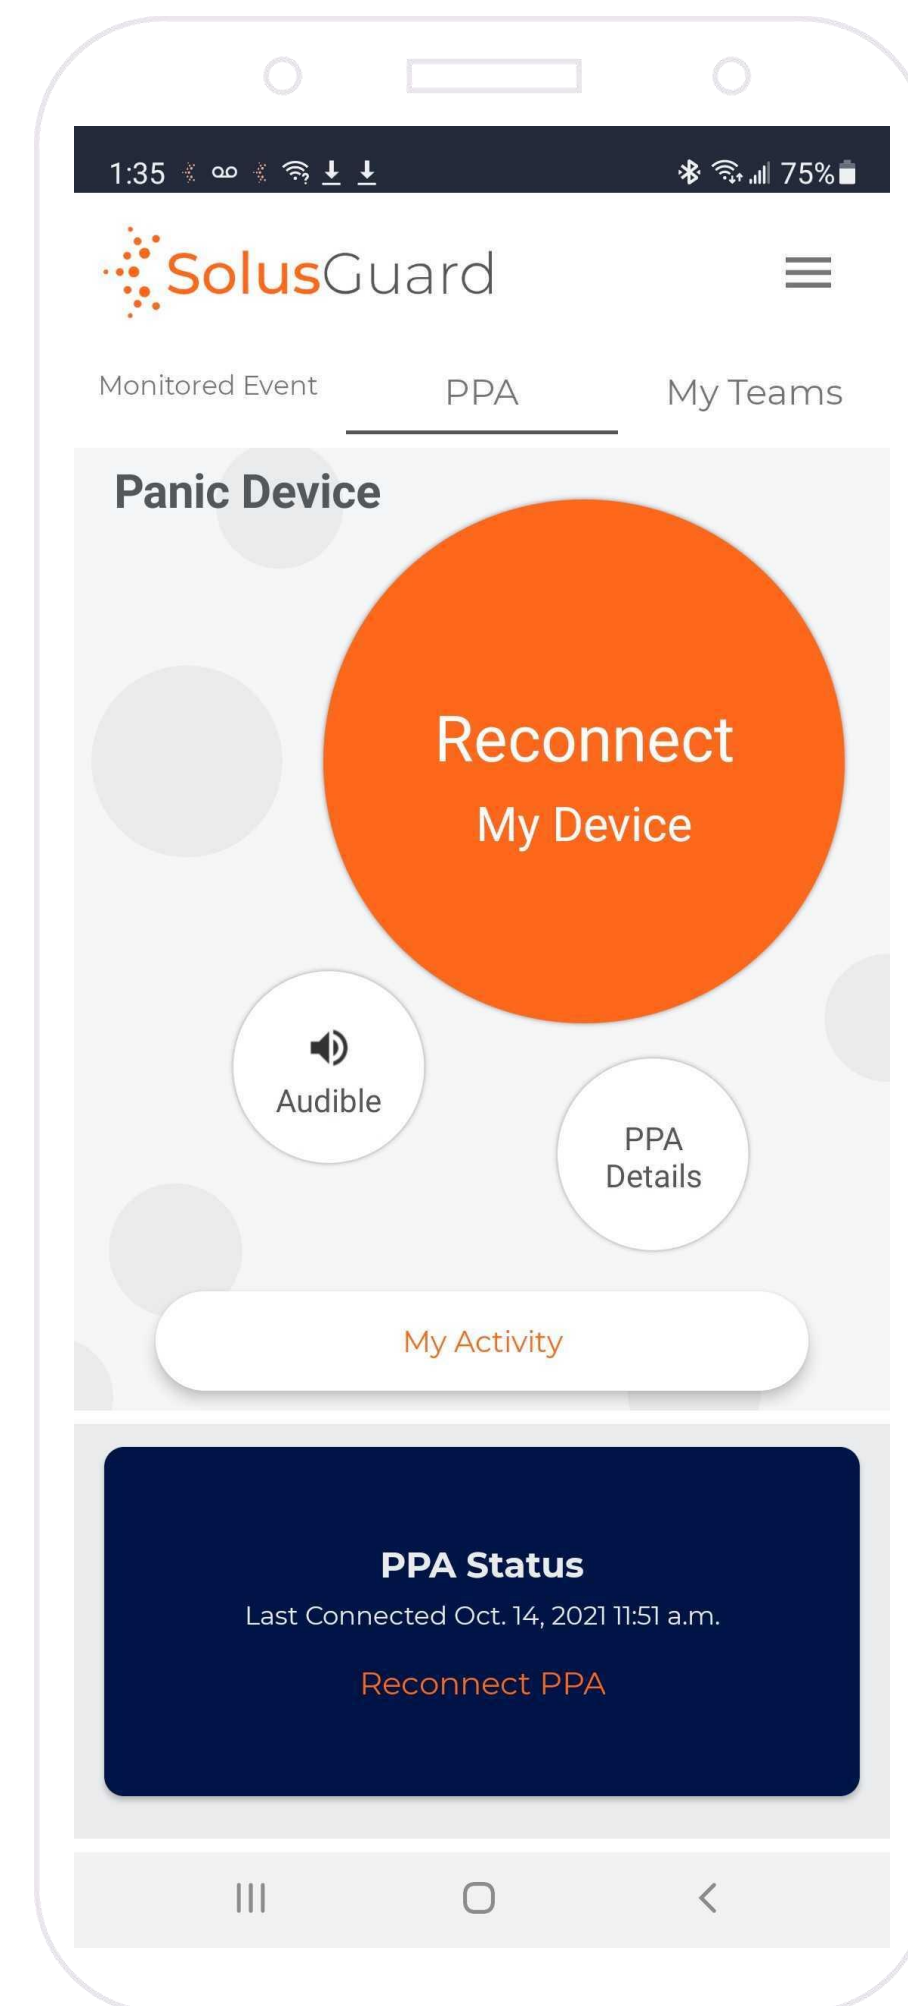 1:35 75%
SolusGuard
Monitored Event PPA My Teams
Panic Device
Reconnect
My Device
Audible
PPA
Details
My Activity
PPA Status
Last Connected Oct. 14, 2021 11:51 a.m.
Reconnect PPA